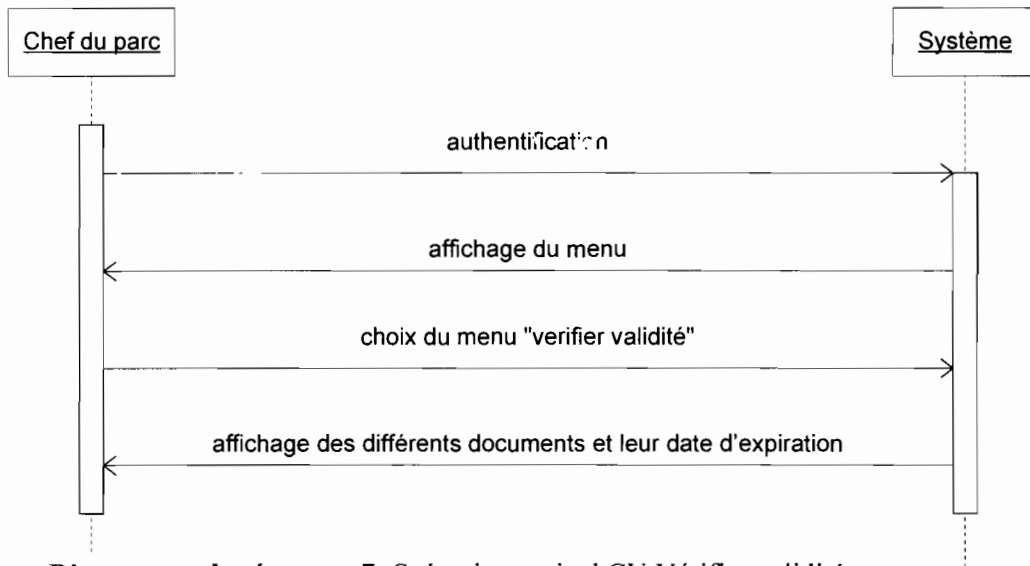 Chef du parc
Système
authentification
affichage du menu
choix du menu "verifier validité"
affichage des différents documents et leur date d'expiration